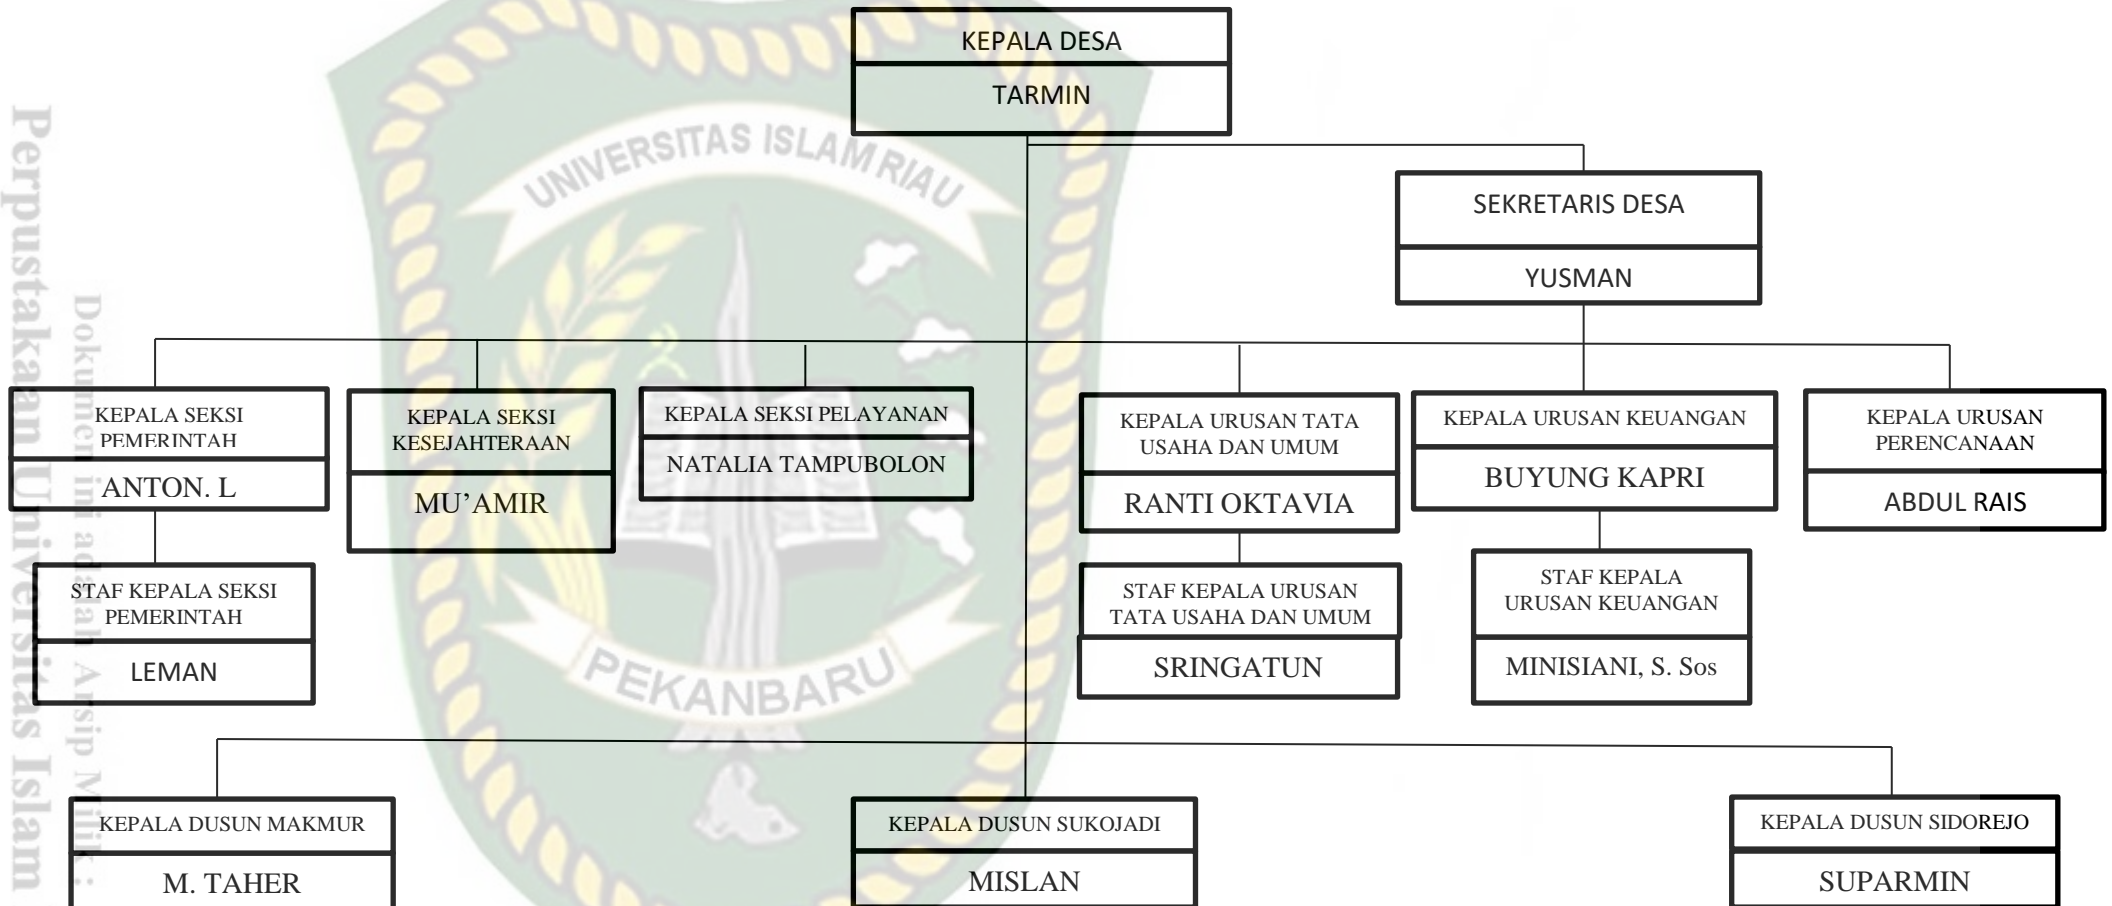 KEPALA DESA
TARMIN
SEKRETARIS DESA
YUSMAN
KEPALA SEKSI
PEMERINTAH
ANTON. L
KEPALA SEKSI
KESEJAHTERAAN
MU’AMIR
KEPALA SEKSI PELAYANAN
NATALIA TAMPUBOLON
KEPALA URUSAN TATA
USAHA DAN UMUM
RANTI OKTAVIA
KEPALA URUSAN KEUANGAN
BUYUNG KAPRI
KEPALA URUSAN
PERENCANAAN
ABDUL RAIS
STAF KEPALA SEKSI
PEMERINTAH
LEMAN
STAF KEPALA URUSAN
TATA USAHA DAN UMUM
SRINGATUN
STAF KEPALA
URUSAN KEUANGAN
MINISIANI, S. Sos
KEPALA DUSUN MAKMUR
M. TAHER
KEPALA DUSUN SUKOJADI
MISLAN
KEPALA DUSUN SIDOREJO
SUPARMIN
UNIVERSITAS ISLAM RIAU
PEKANBARU
Dokumen ini adalah Arsip Milik :
Perpustakaan Universitas Islam